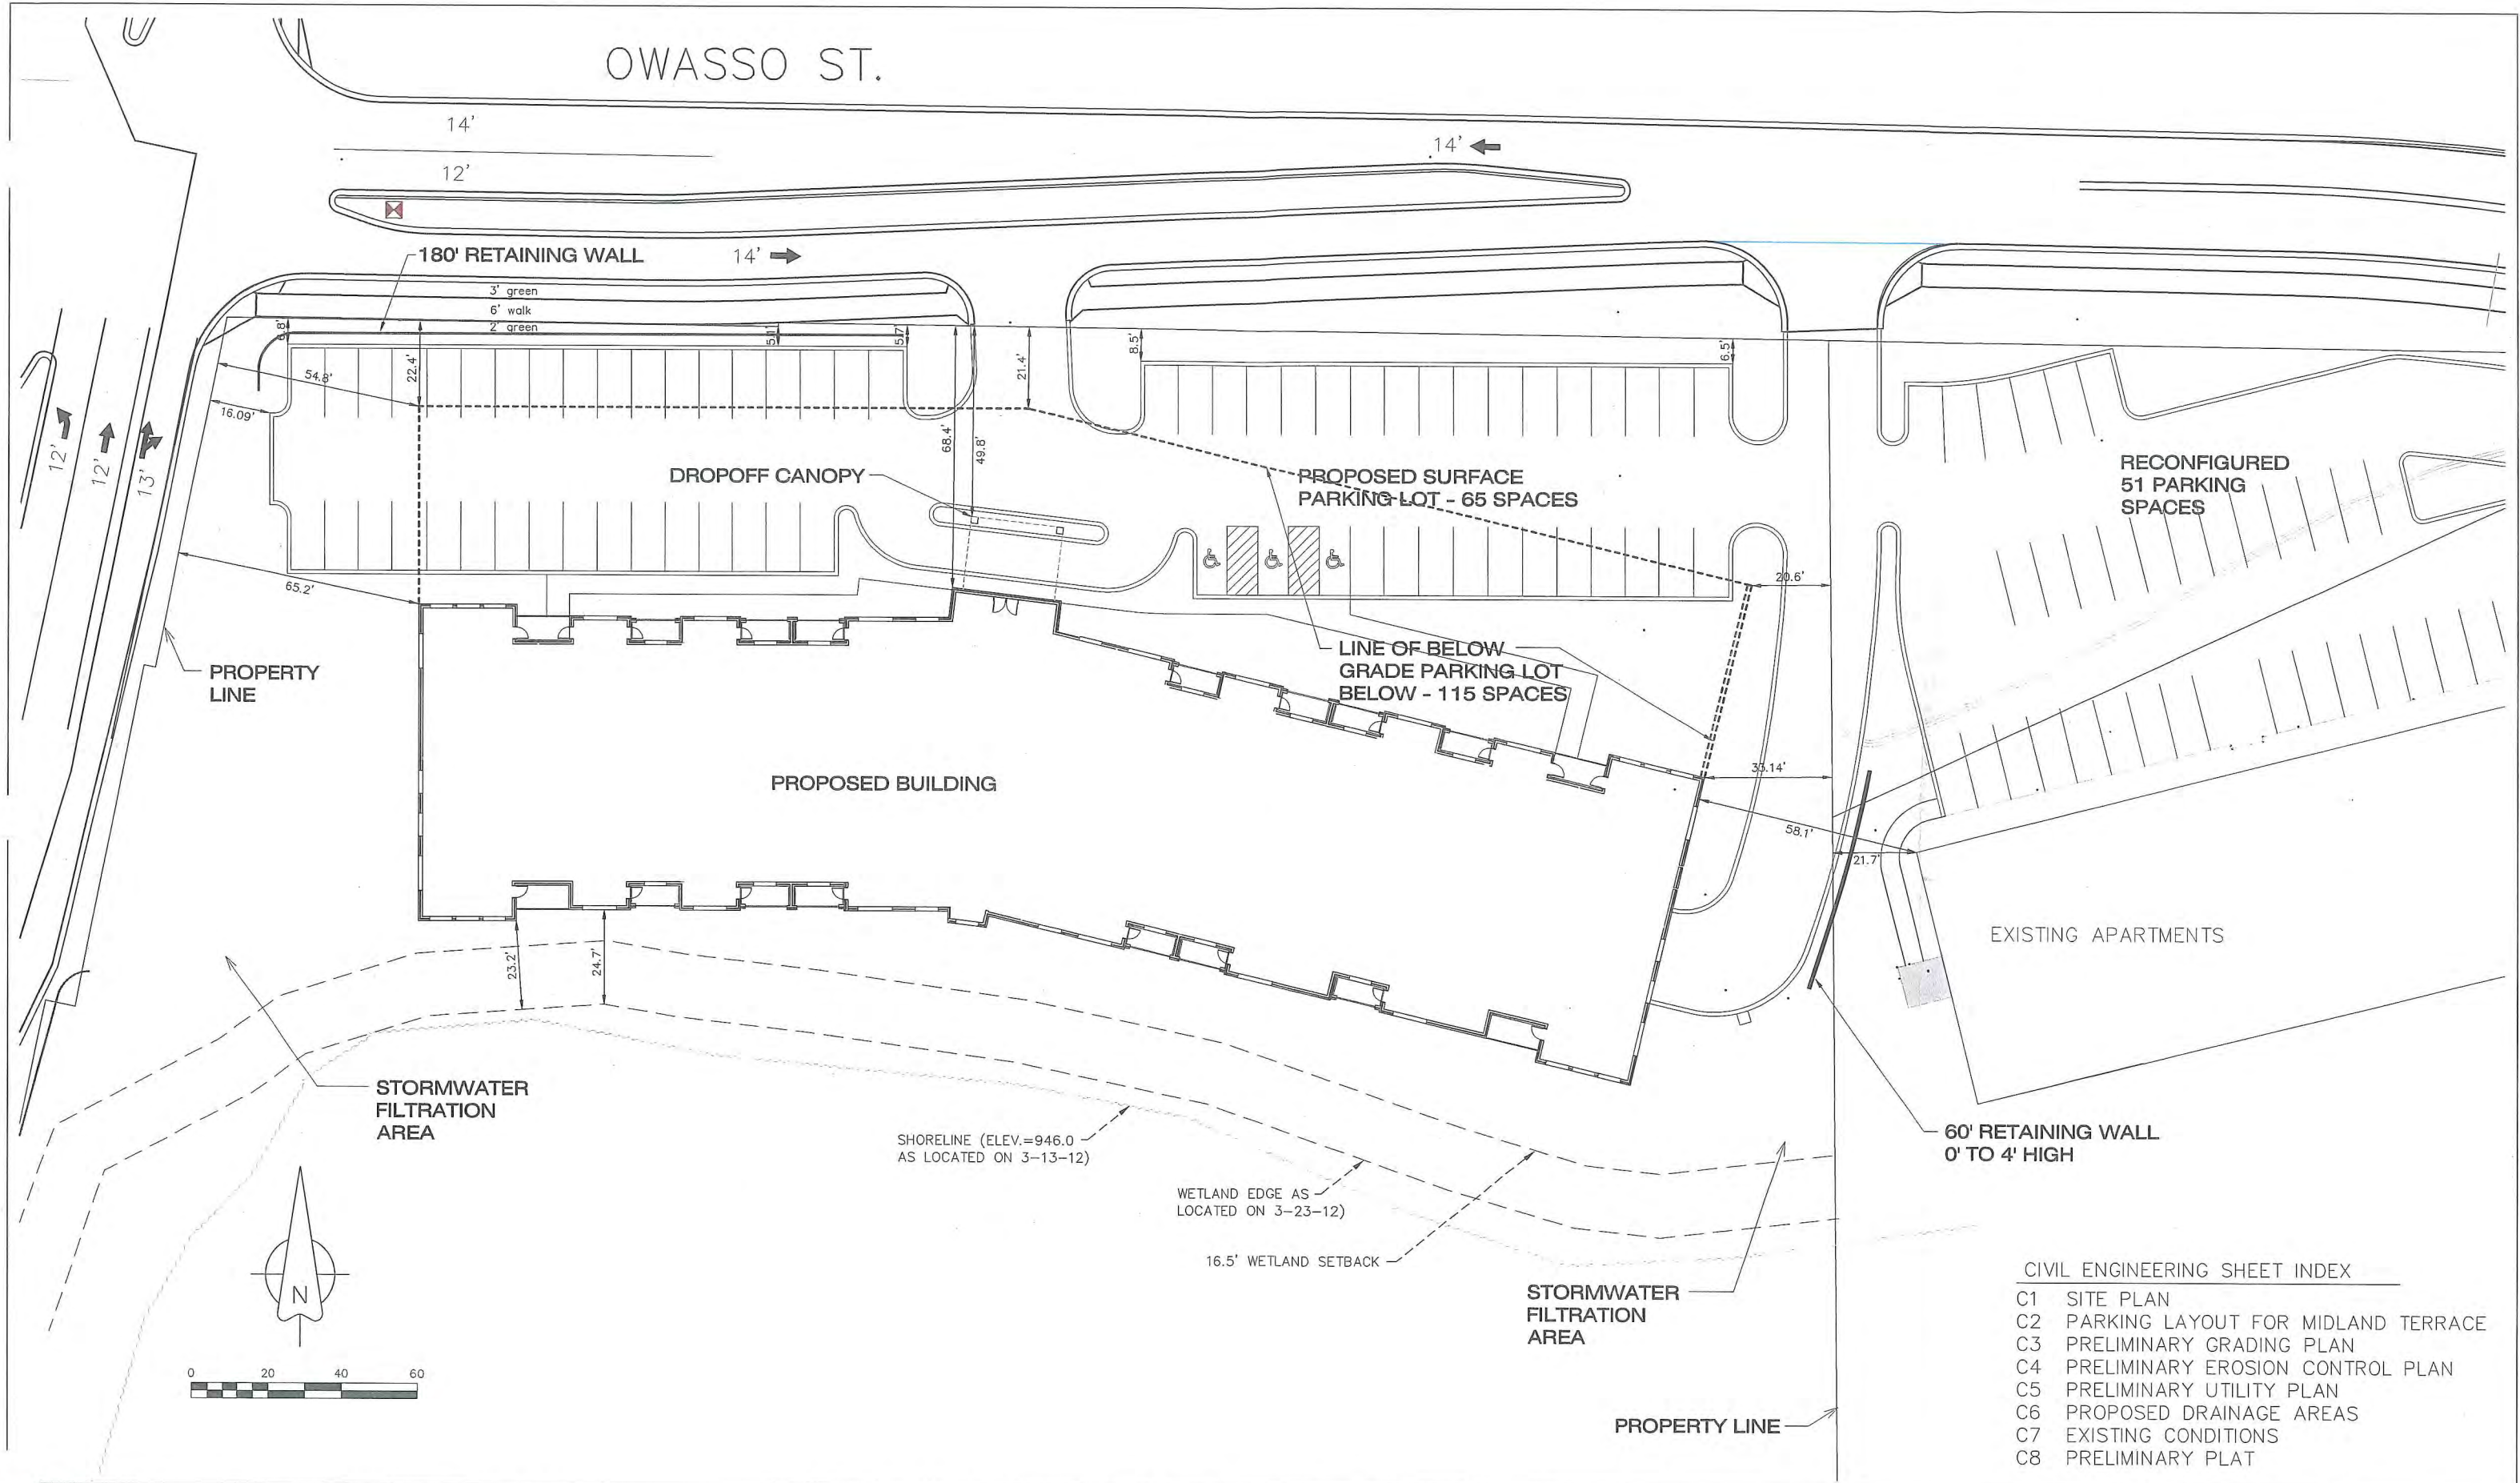 OWASSO ST.
14'
12'
14'
180' RETAINING WALL
14'
3' green
6' walk
2' green
22.4'
21.4'
8.5'
6.5'
54.8'
16.09'
68.4'
49.8'
12'
12'
13'
DROPOFF CANOPY
PROPOSED SURFACE
PARKING LOT - 65 SPACES
RECONFIGURED
51 PARKING
SPACES
65.2'
20.6'
PROPERTY
LINE
LINE OF BELOW
GRADE PARKING LOT
BELOW - 115 SPACES
PROPOSED BUILDING
33.14'
58.1'
21.7'
EXISTING APARTMENTS
23.2'
24.7'
STORMWATER
FILTRATION
AREA
SHORELINE (ELEV.=946.0
AS LOCATED ON 3-13-12)
WETLAND EDGE AS
LOCATED ON 3-23-12)
16.5' WETLAND SETBACK
60' RETAINING WALL
0' TO 4' HIGH
STORMWATER
FILTRATION
AREA
N
0 20 40 60
PROPERTY LINE
CIVIL ENGINEERING SHEET INDEX
C1 SITE PLAN
C2 PARKING LAYOUT FOR MIDLAND TERRACE
C3 PRELIMINARY GRADING PLAN
C4 PRELIMINARY EROSION CONTROL PLAN
C5 PRELIMINARY UTILITY PLAN
C6 PROPOSED DRAINAGE AREAS
C7 EXISTING CONDITIONS
C8 PRELIMINARY PLAT